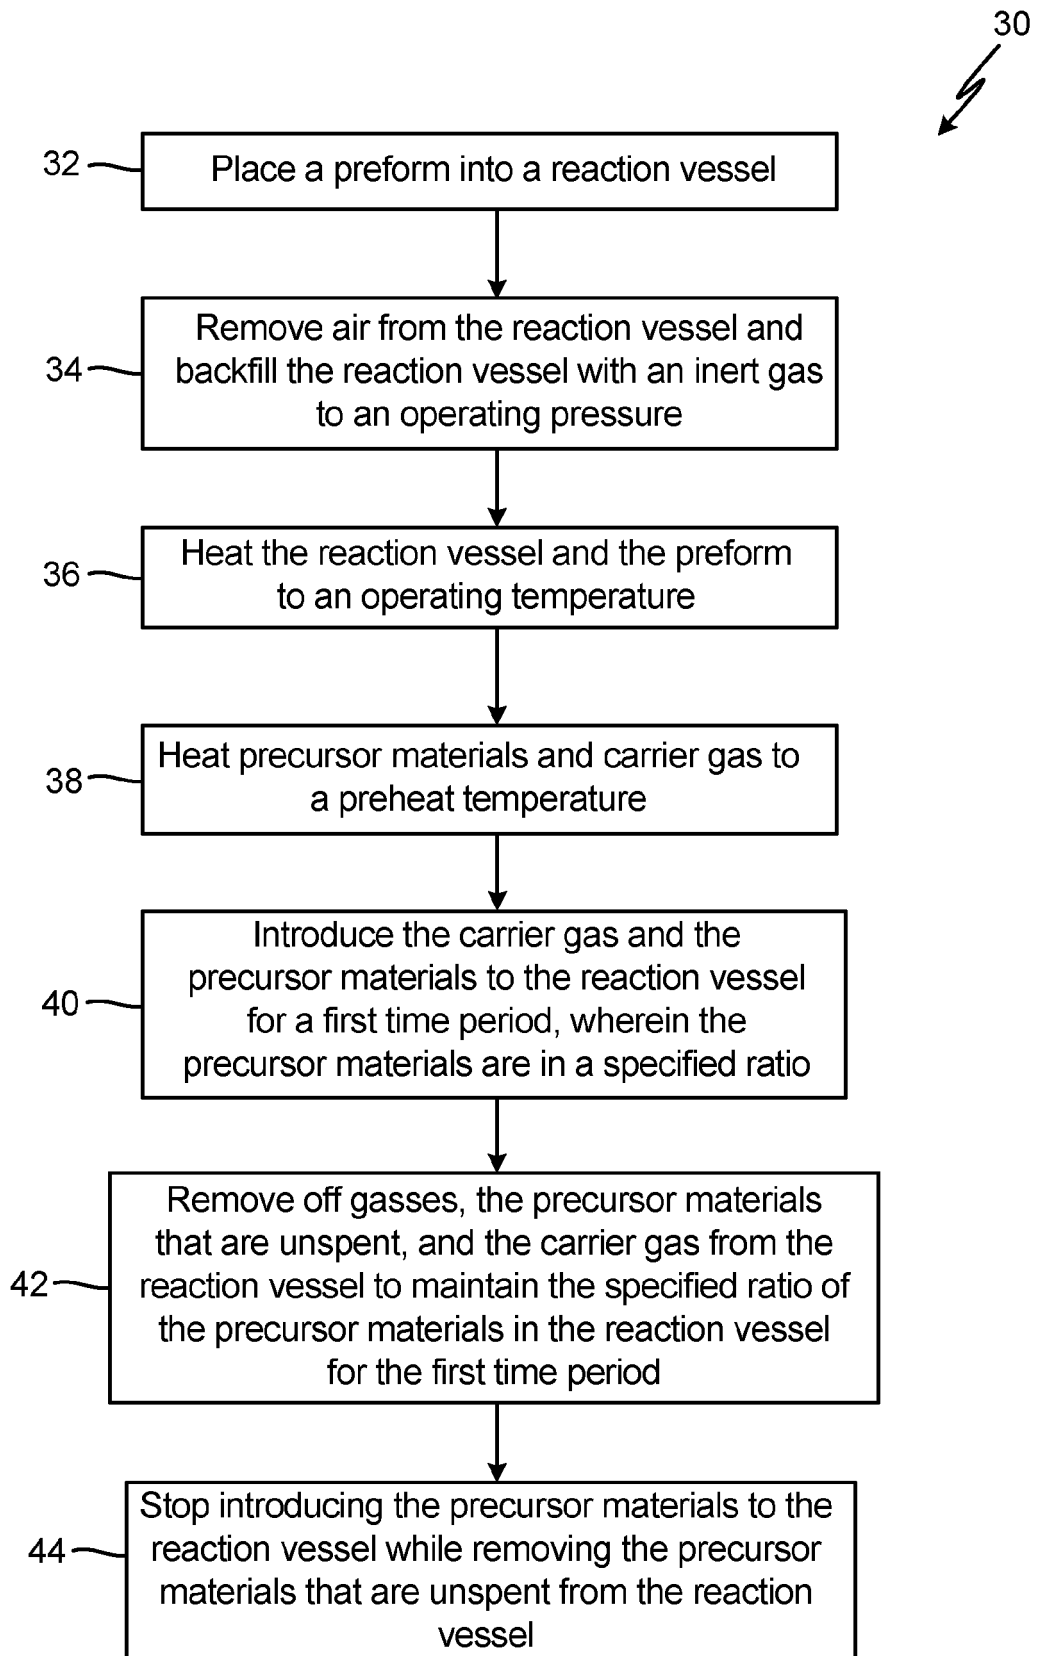 30
32
Place a preform into a reaction vessel
34
Remove air from the reaction vessel and
backfill the reaction vessel with an inert gas
to an operating pressure
36
Heat the reaction vessel and the preform
to an operating temperature
38
Heat precursor materials and carrier gas to
a preheat temperature
40
Introduce the carrier gas and the
precursor materials to the reaction vessel
for a first time period, wherein the
precursor materials are in a specified ratio
42
Remove off gasses, the precursor materials
that are unspent, and the carrier gas from the
reaction vessel to maintain the specified ratio of
the precursor materials in the reaction vessel
for the first time period
44
Stop introducing the precursor materials to the
reaction vessel while removing the precursor
materials that are unspent from the reaction
vessel